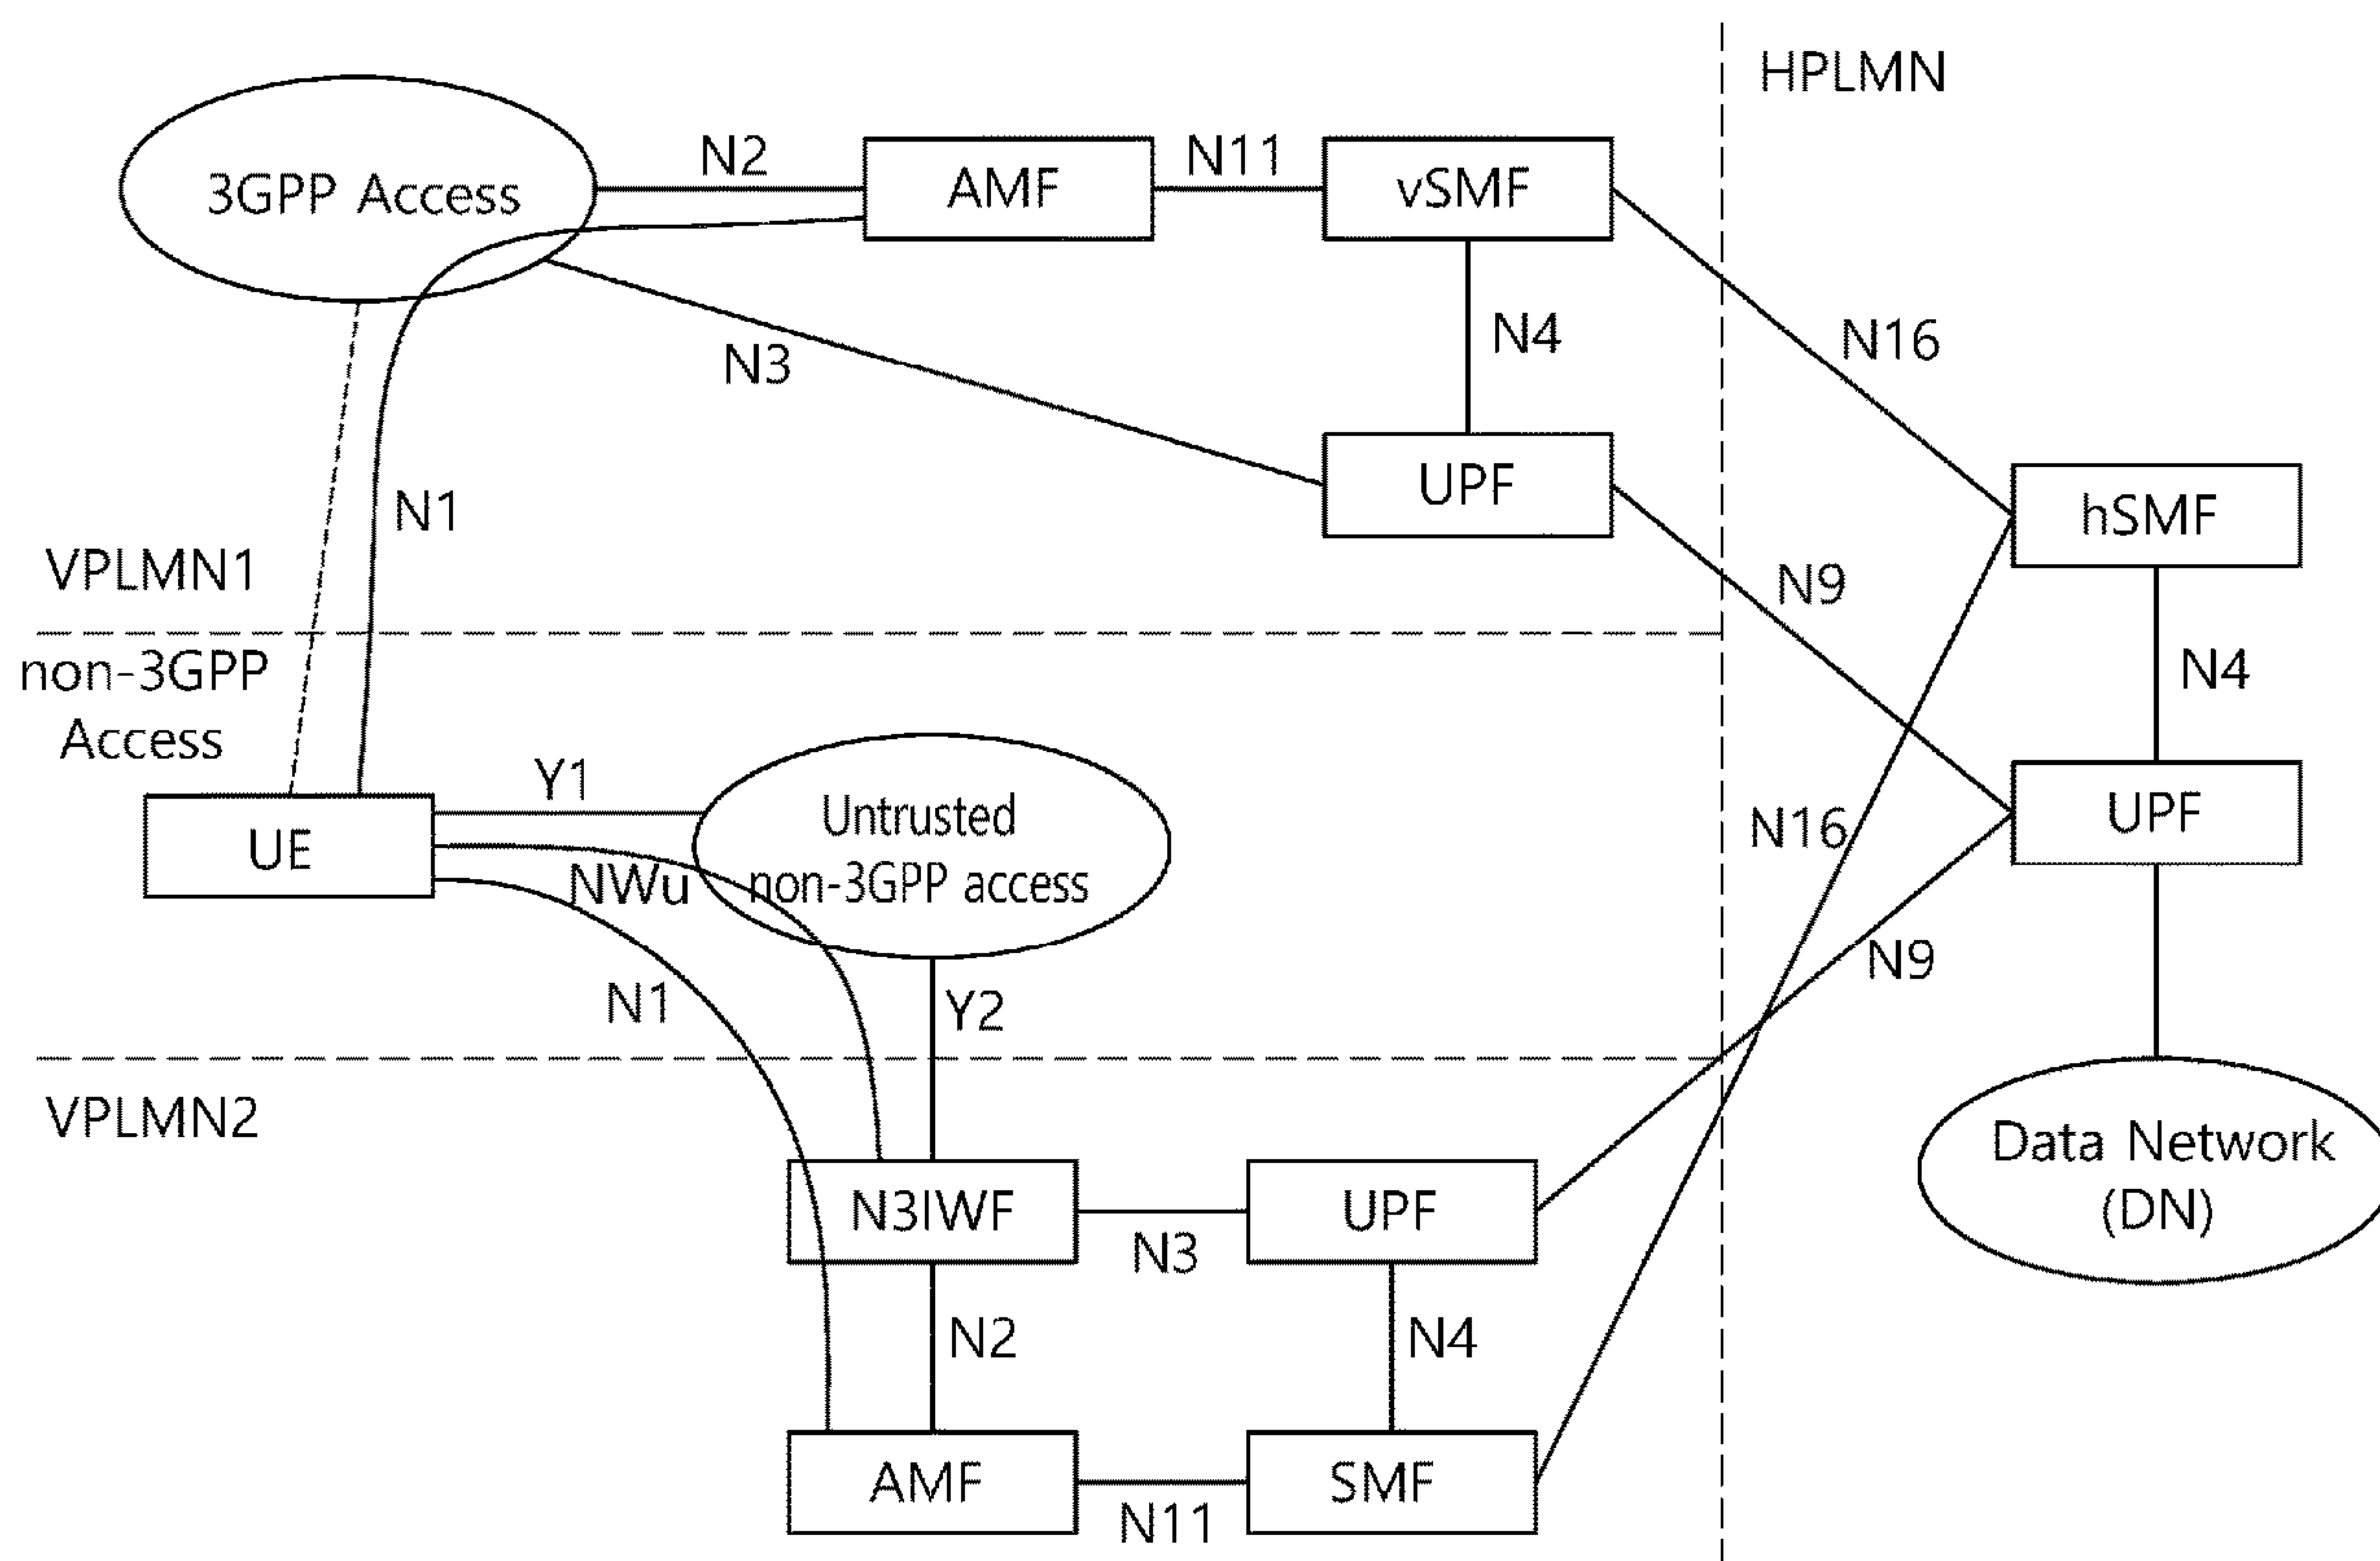 HPLMN
3GPP Access
N2
AMF
N11
vSMF
N16
N3
N4
UPF
hSMF
N1
VPLMN1
N9
non-3GPP
Access
N4
Y1
Untrusted
non-3GPP access
UE
NWu
N16
UPF
N1
Y2
N9
VPLMN2
Data Network
(DN)
N3IWF
N3
UPF
N2
N4
AMF
N11
SMF